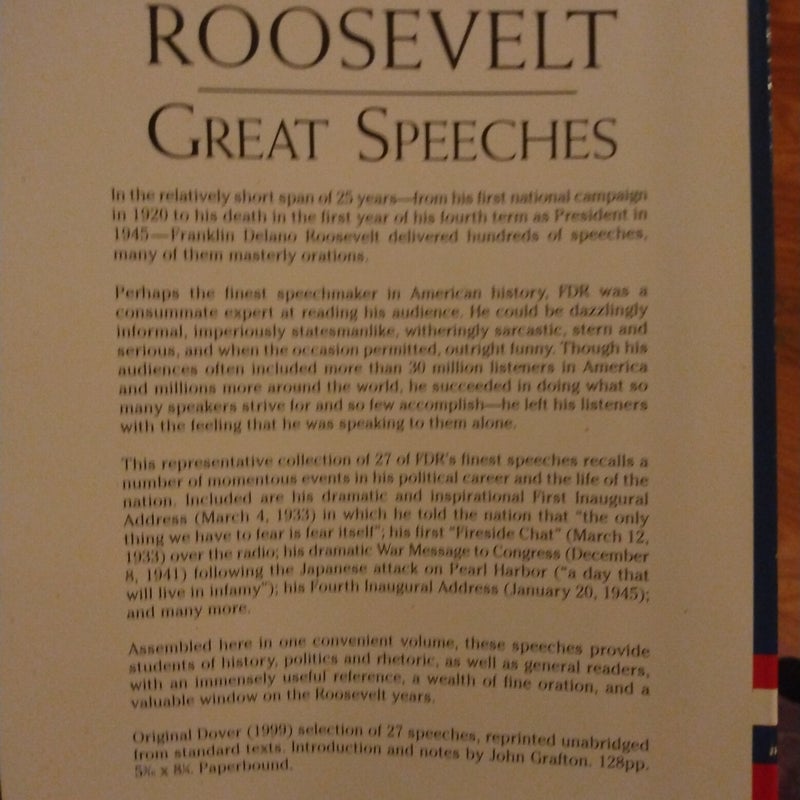 ROOSEVELT
GREAT SPEECHES
In the relatively short span of 25 years—from his first national campaign
in 1920 to his death in the first year of his fourth term as President in
1945—Franklin Delano Roosevelt delivered hundreds of speeches,
many of them masterly orations.
Perhaps the finest speechmaker in American history, FDR was a
consummate expert at reading his audience. He could be dazzlingly
informal, imperiously statesmanlike, witheringly sarcastic, stern and
serious, and when the occasion permitted, outright funny. Though his
audiences often included more than 30 million listeners in America
and millions more around the world, he succeeded in doing what so
many speakers strive for and so few accomplish—he left his listeners
with the feeling that he was speaking to them alone.
This representative collection of 27 of FDR's finest speeches recalls a
number of momentous events in his political career and the life of the
nation. Included are his dramatic and inspirational First Inaugural
Address (March 4, 1933) in which he told the nation that "the only
thing we have to fear is fear itself"; his first "Fireside Chat" (March 12,
1933) over the radio; his dramatic War Message to Congress (December
8, 1941) following the Japanese attack on Pearl Harbor ("a day that
will live in infamy"); his Fourth Inaugural Address (January 20, 1945);
and many more.
Assembled here in one convenient volume, these speeches provide
students of history, politics and rhetoric, as well as general readers,
with an immensely useful reference, a wealth of fine oration, and a
valuable window on the Roosevelt years.
Original Dover (1999) selection of 27 speeches, reprinted unabridged
from standard texts. Introduction and notes by John Grafton. 128pp.
x 8¼. Paperbound.